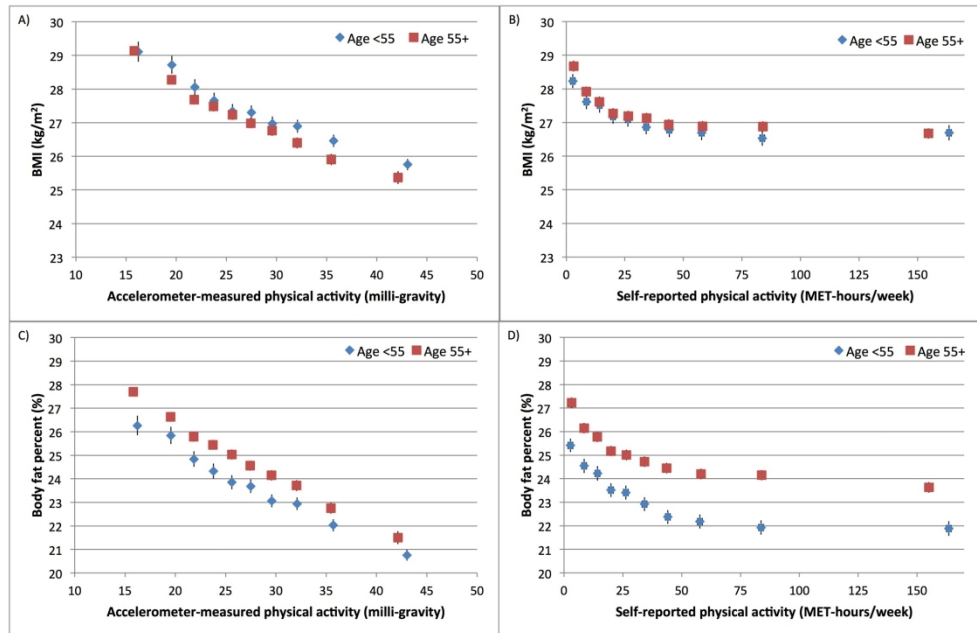 A)
Age <55 Age 55+
BMI (kg/m²)
30
29
28
27
26
25
24
23
10 15 20 25 30 35 40 45 50
Accelerometer-measured physical activity (milli-gravity)
B)
Age <55 Age 55+
BMI (kg/m²)
30
29
28
27
26
25
24
23
0 25 50 75 100 125 150
Self-reported physical activity (MET-hours/week)
C)
Age <55 Age 55+
Body fat percent (%)
30
29
28
27
26
25
24
23
22
21
20
10 15 20 25 30 35 40 45 50
Accelerometer-measured physical activity (milli-gravity)
D)
Age <55 Age 55+
Body fat percent (%)
30
29
28
27
26
25
24
23
22
21
20
0 25 50 75 100 125 150
Self-reported physical activity (MET-hours/week)